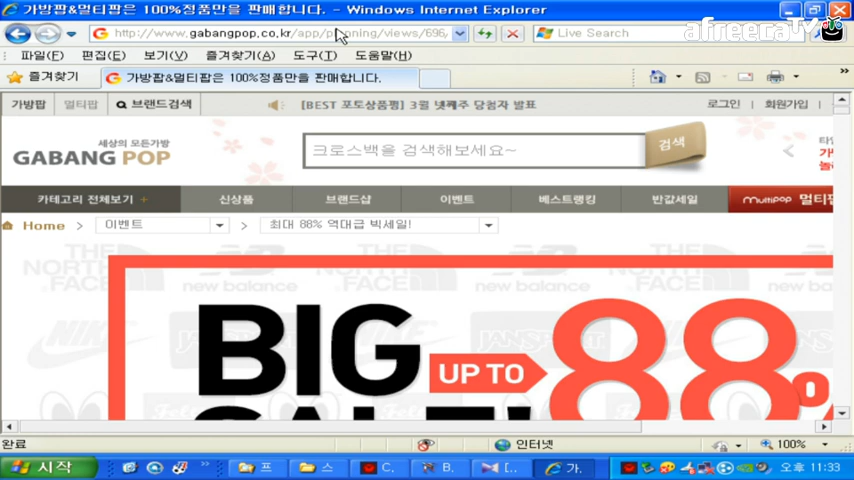 가방팝&멀티팝은 100%정품만을 판매합니다. - Windows Internet Explorer
http://www.gabangpop.co.kr/app/planning/views/696/
Live Search
afreecaTV
파일(F) 편집(E) 보기(V) 즐겨찾기(A) 도구(T) 도움말(H)
즐겨찾기 가방팝&멀티팝은 100%정품만을 판매합니다.
가방팝 멀티팝 브랜드검색 [BEST 포토상품평] 3월 넷째주 당첨자 발표 로그인 회원가입
세상의 모든가방
GABANG POP
크로스백을 검색해보세요~ 검색
카테고리 전체보기 + 신상품 브랜드샵 이벤트 베스트랭킹 반값세일 multipop 멀티팝
Home > 이벤트 > 최대 88% 역대급 빅세일!
THE NORTH FACE new balance
NIKE JANSPORT
BIG
UP TO
88%
SALE!
완료 인터넷 100%
시작 프 스 C. B. [.. 가. 오후 11:33